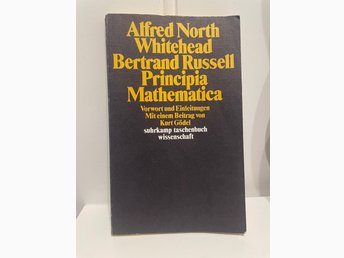 Alfred North
Whitehead
Bertrand Russell
Principia
Mathematica
Vorwort und Einleitungen
Mit einem Beitrag von
Kurt Gödel
suhrkamp taschenbuch
wissenschaft